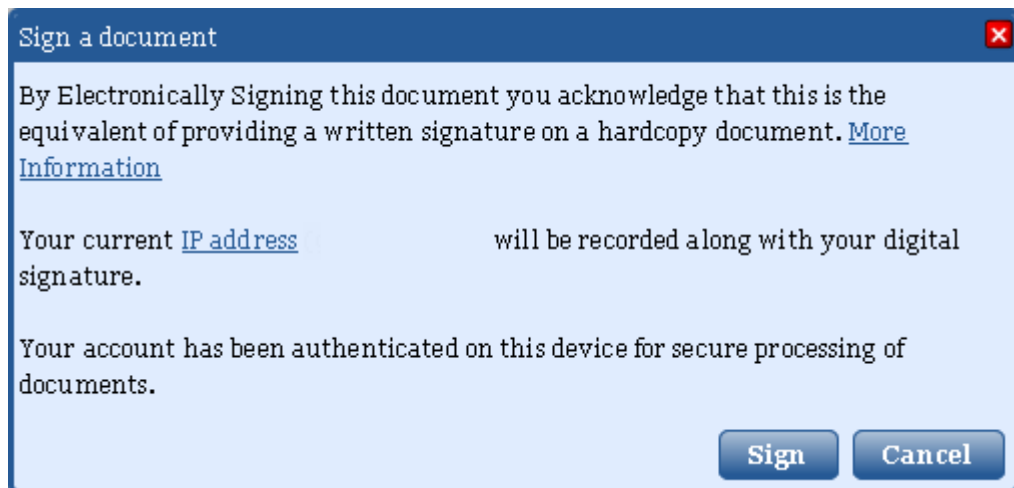 Sign a document
By Electronically Signing this document you acknowledge that this is the
equivalent of providing a written signature on a hardcopy document. More
Information
Your current IP address will be recorded along with your digital
signature.
Your account has been authenticated on this device for secure processing of
documents.
Sign Cancel